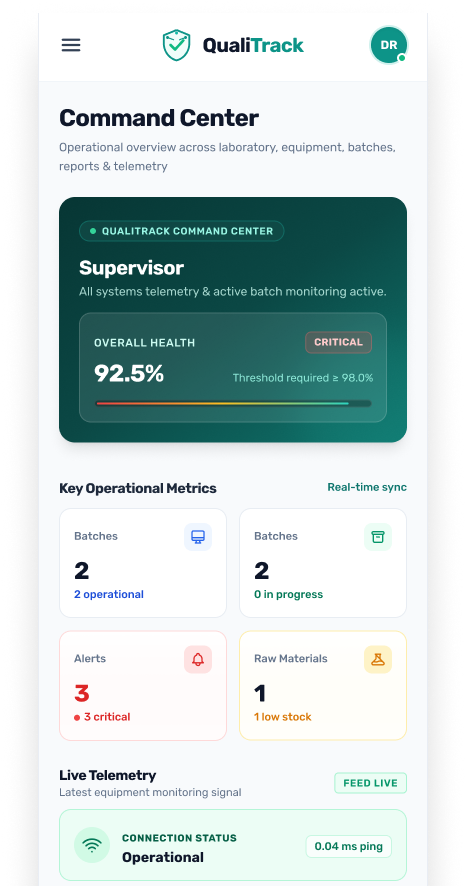 QualiTrack
DR
Command Center
Operational overview across laboratory, equipment, batches,
reports & telemetry
QUALITRACK COMMAND CENTER
Supervisor
All systems telemetry & active batch monitoring active.
OVERALL HEALTH
CRITICAL
92.5%
Threshold required ≥ 98.0%
Key Operational Metrics
Real-time sync
Batches
2
2 operational
Batches
2
0 in progress
Alerts
3
3 critical
Raw Materials
1
1 low stock
Live Telemetry
Latest equipment monitoring signal
FEED LIVE
CONNECTION STATUS
Operational
0.04 ms ping